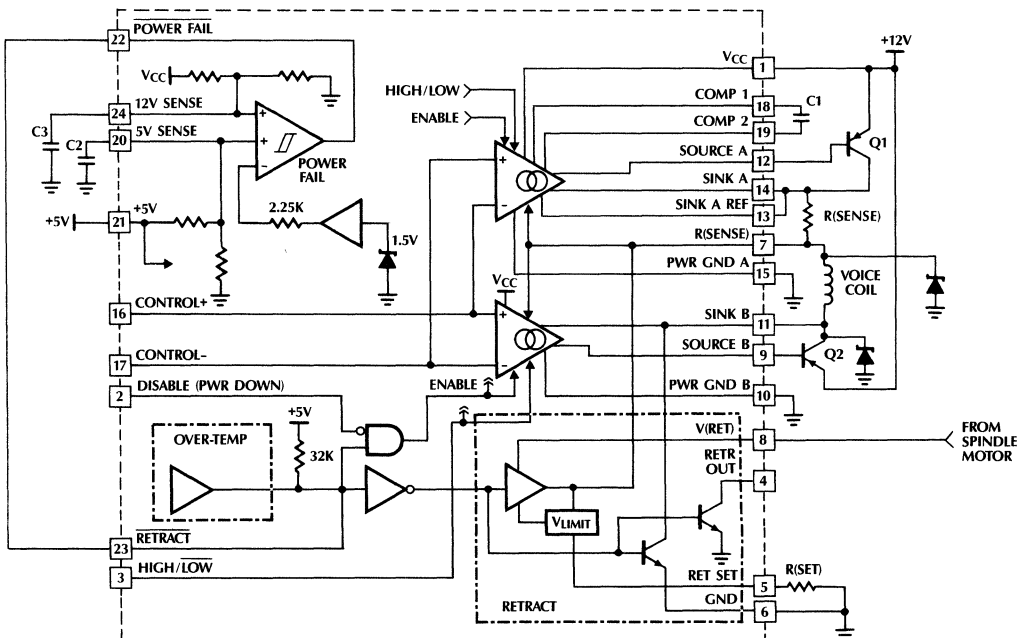 22 POWER FAIL
VCC
24 12V SENSE
C3
20 5V SENSE
C2
POWER FAIL
+5V 21 +5V
2.25K
1.5V
16 CONTROL+
17 CONTROL–
2 DISABLE (PWR DOWN)
OVER-TEMP
+5V
32K
23 RETRACT
3 HIGH/LOW
HIGH/LOW
ENABLE
+
+
–
+
–
VCC
+
–
ENABLE
VCC 1
+12V
COMP 1 18
C1
COMP 2 19
SOURCE A 12
Q1
SINK A 14
SINK A REF 13
R(SENSE)
R(SENSE) 7
PWR GND A 15
VOICE COIL
SINK B 11
SOURCE B 9
Q2
PWR GND B 10
V(RET) 8
FROM SPINDLE MOTOR
RETR OUT 4
VLIMIT
RET SET 5
R(SET)
GND 6
RETRACT